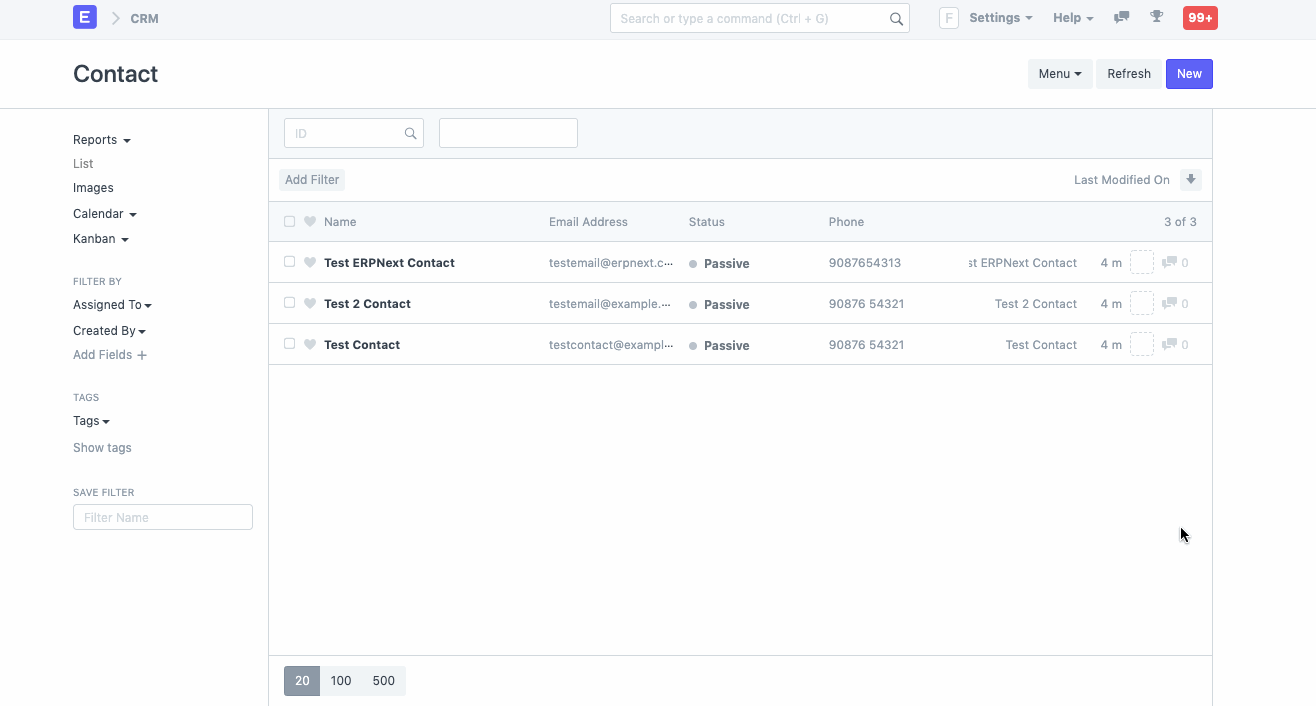 E CRM Search or type a command (Ctrl + G) F Settings Help 99+
Contact Menu Refresh New
Reports
List
Images
Calendar
Kanban
FILTER BY
Assigned To
Created By
Add Fields +
TAGS
Tags
Show tags
SAVE FILTER
Filter Name
ID
Add Filter Last Modified On
Name Email Address Status Phone 3 of 3
Test ERPNext Contact testemail@erpnext.c... Passive 9087654313 st ERPNext Contact 4 m 0
Test 2 Contact testemail@example.... Passive 90876 54321 Test 2 Contact 4 m 0
Test Contact testcontact@exampl... Passive 90876 54321 Test Contact 4 m 0
20 100 500